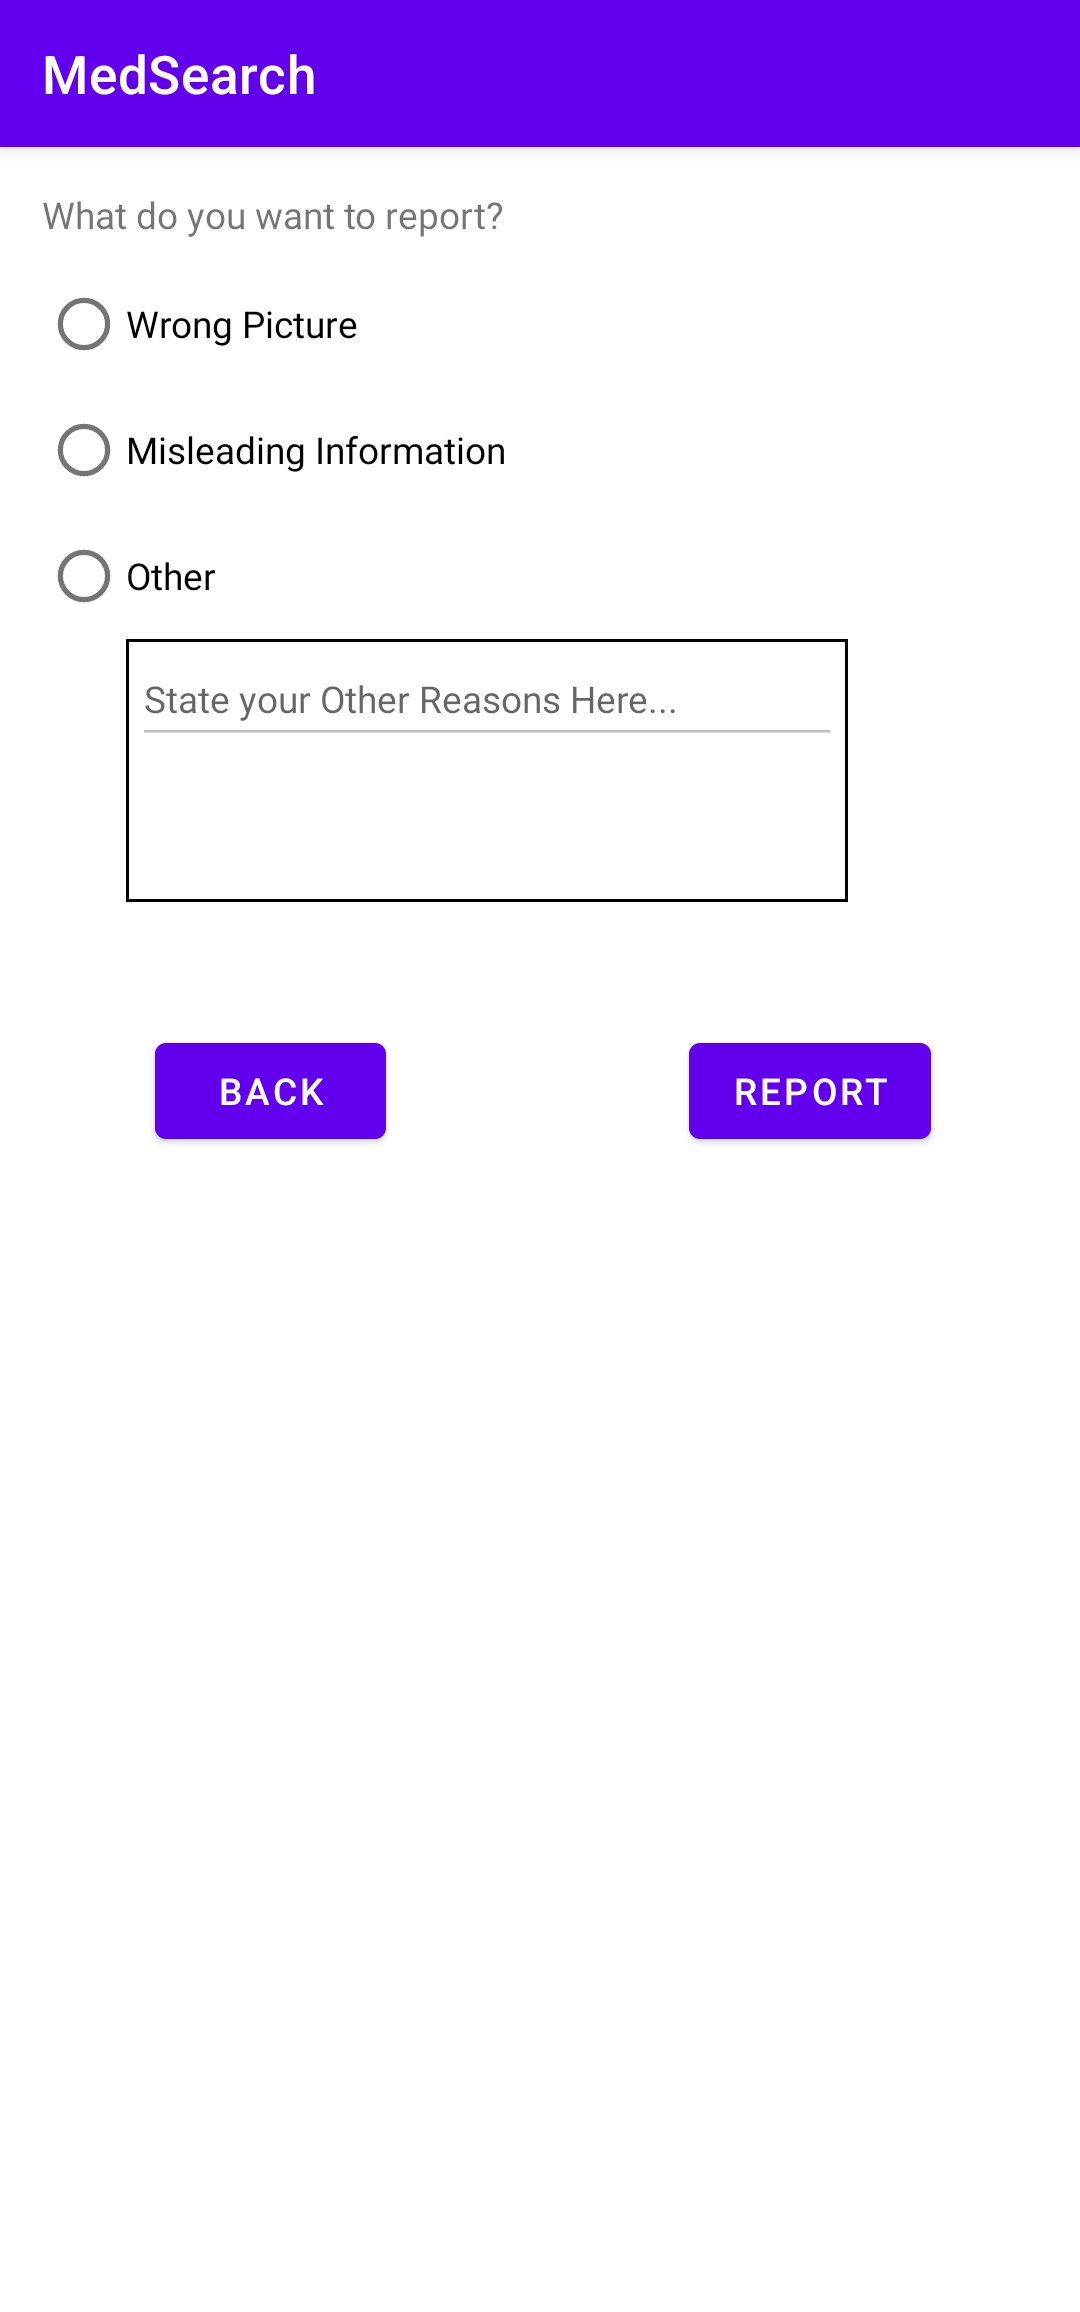 MedSearch
What do you want to report?
Wrong Picture
Misleading Information
Other
State your Other Reasons Here...
BACK
REPORT